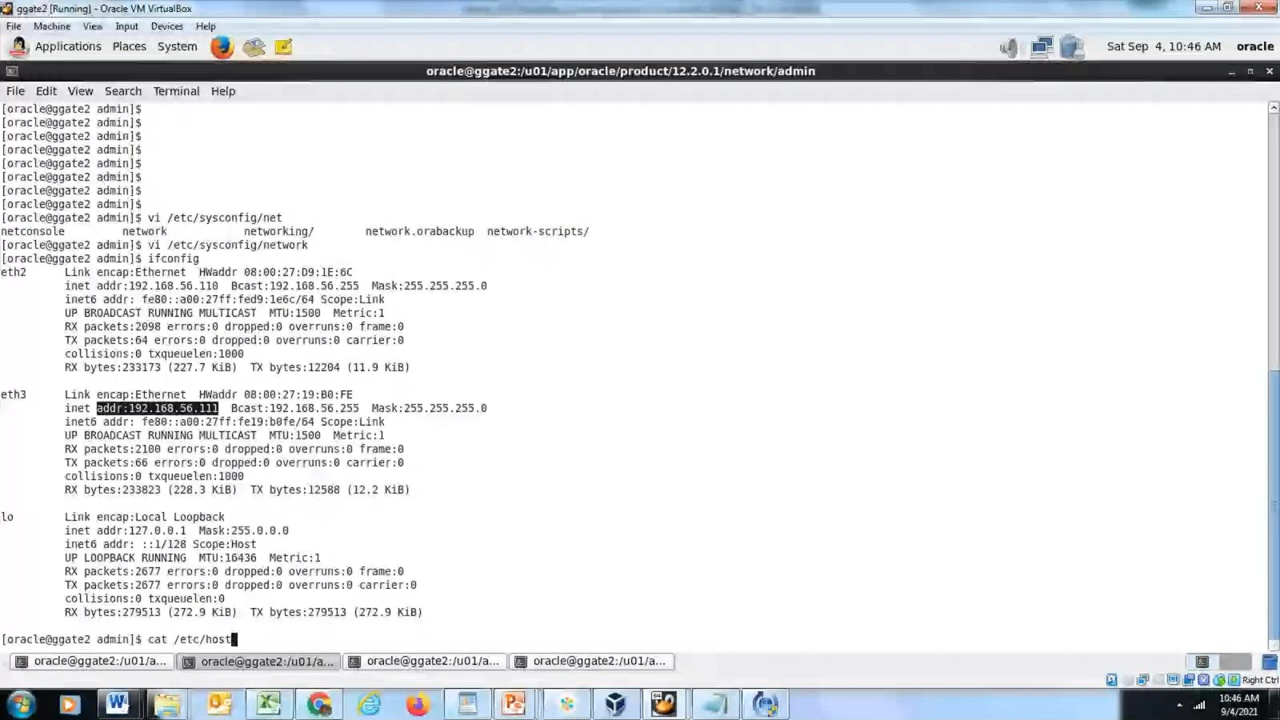 ggate2 [Running] - Oracle VM VirtualBox
File Machine View Input Devices Help
Applications Places System Sat Sep 4, 10:46 AM oracle
oracle@ggate2:/u01/app/oracle/product/12.2.0.1/network/admin
File Edit View Search Terminal Help
[oracle@ggate2 admin]$
[oracle@ggate2 admin]$
[oracle@ggate2 admin]$
[oracle@ggate2 admin]$
[oracle@ggate2 admin]$
[oracle@ggate2 admin]$
[oracle@ggate2 admin]$
[oracle@ggate2 admin]$
[oracle@ggate2 admin]$ vi /etc/sysconfig/net
netconsole network networking/ network.orabackup network-scripts/
[oracle@ggate2 admin]$ vi /etc/sysconfig/network
[oracle@ggate2 admin]$ ifconfig
eth2 Link encap:Ethernet HWaddr 08:00:27:D9:1E:6C
inet addr:192.168.56.110 Bcast:192.168.56.255 Mask:255.255.255.0
inet6 addr: fe80::a00:27ff:fed9:1e6c/64 Scope:Link
UP BROADCAST RUNNING MULTICAST MTU:1500 Metric:1
RX packets:2098 errors:0 dropped:0 overruns:0 frame:0
TX packets:64 errors:0 dropped:0 overruns:0 carrier:0
collisions:0 txqueuelen:1000
RX bytes:233173 (227.7 KiB) TX bytes:12204 (11.9 KiB)
eth3 Link encap:Ethernet HWaddr 08:00:27:19:B0:FE
inet addr:192.168.56.111 Bcast:192.168.56.255 Mask:255.255.255.0
inet6 addr: fe80::a00:27ff:fe19:b0fe/64 Scope:Link
UP BROADCAST RUNNING MULTICAST MTU:1500 Metric:1
RX packets:2100 errors:0 dropped:0 overruns:0 frame:0
TX packets:66 errors:0 dropped:0 overruns:0 carrier:0
collisions:0 txqueuelen:1000
RX bytes:233823 (228.3 KiB) TX bytes:12588 (12.2 KiB)
lo Link encap:Local Loopback
inet addr:127.0.0.1 Mask:255.0.0.0
inet6 addr: ::1/128 Scope:Host
UP LOOPBACK RUNNING MTU:16436 Metric:1
RX packets:2677 errors:0 dropped:0 overruns:0 frame:0
TX packets:2677 errors:0 dropped:0 overruns:0 carrier:0
collisions:0 txqueuelen:0
RX bytes:279513 (272.9 KiB) TX bytes:279513 (272.9 KiB)
[oracle@ggate2 admin]$ cat /etc/host
oracle@ggate2:/u01/a... oracle@ggate2:/u01/a... oracle@ggate2:/u01/a... oracle@ggate2:/u01/a...
Right Ctrl
10:46 AM
9/4/2021